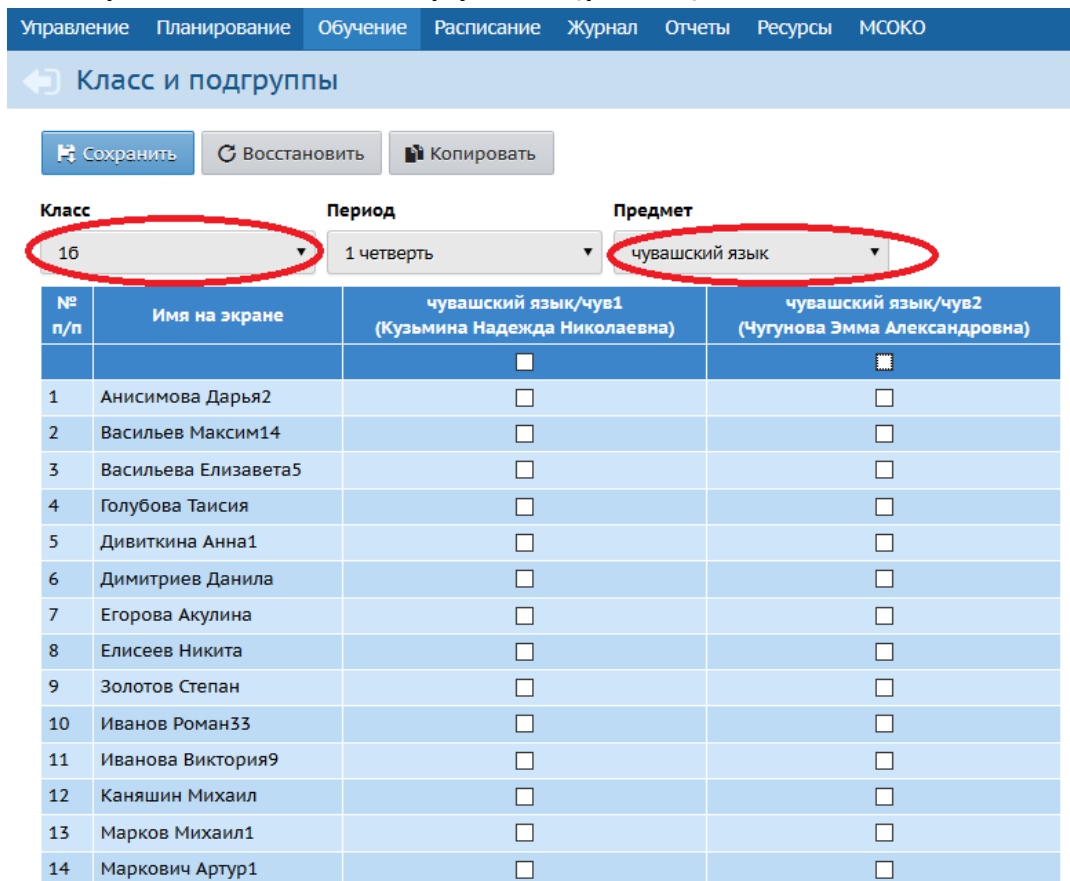 Управление Планирование Обучение Расписание Журнал Отчеты Ресурсы МСОКО
Класс и подгруппы
Сохранить Восстановить Копировать
Класс Период Предмет
1б 1 четверть чувашский язык
№ п/п Имя на экране чувашский язык/чув1 (Кузьмина Надежда Николаевна) чувашский язык/чув2 (Чугунова Эмма Александровна)
1 Анисимова Дарья2
2 Васильев Максим14
3 Васильева Елизавета5
4 Голубова Таисия
5 Дивиткина Анна1
6 Димитриев Данила
7 Егорова Акулина
8 Елисеев Никита
9 Золотов Степан
10 Иванов Роман33
11 Иванова Виктория9
12 Каняшин Михаил
13 Марков Михаил1
14 Маркович Артур1